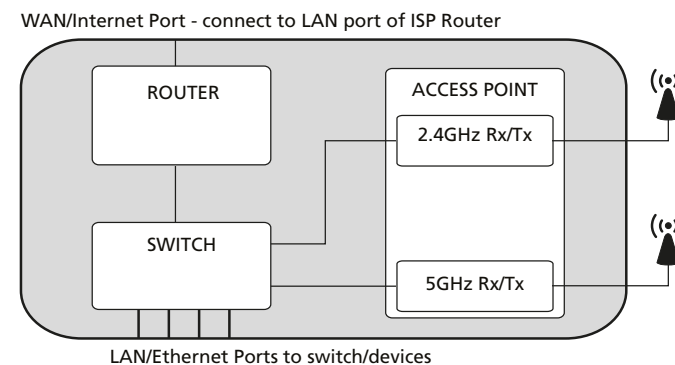 WAN/Internet Port - connect to LAN port of ISP Router
ROUTER
ACCESS POINT
2.4GHz Rx/Tx
SWITCH
5GHz Rx/Tx
LAN/Ethernet Ports to switch/devices